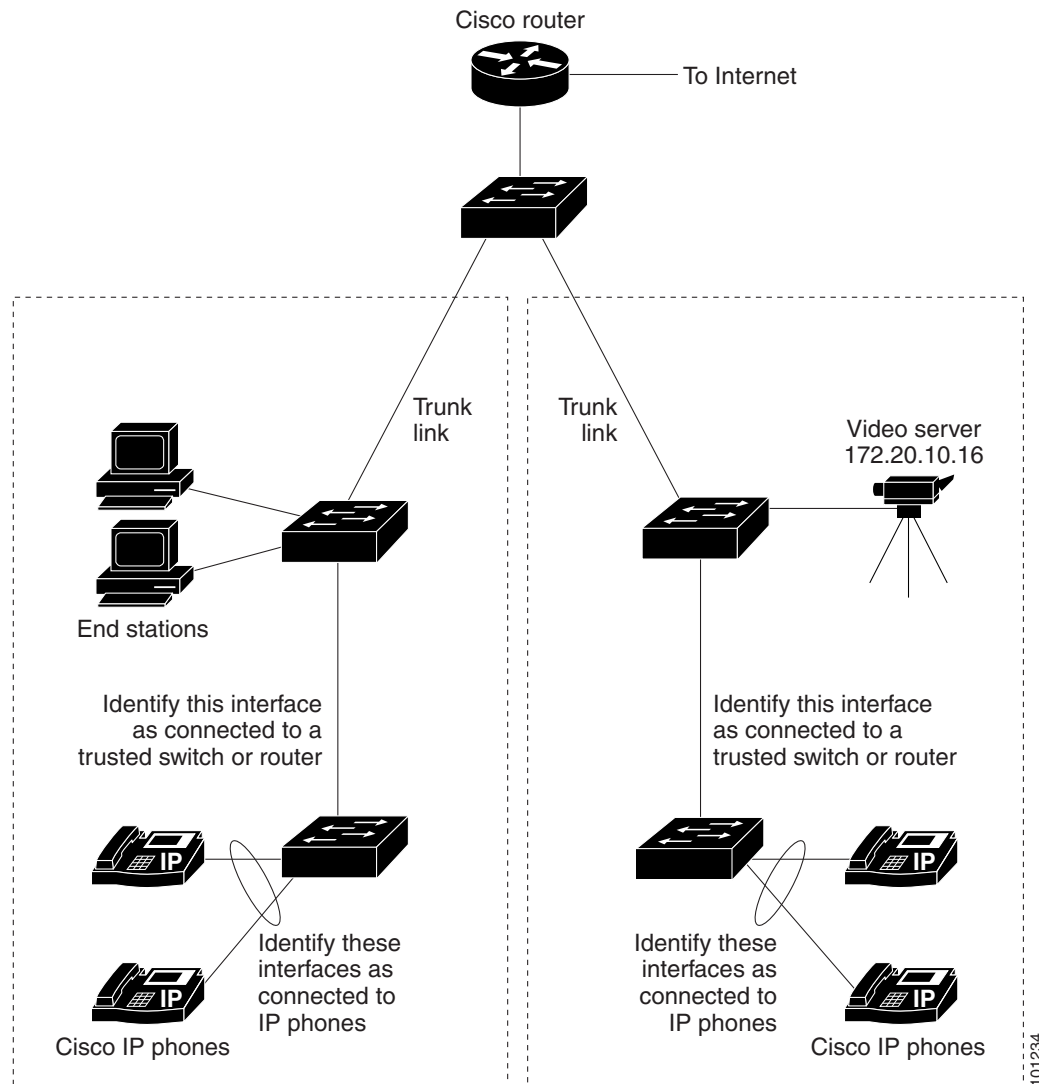 Cisco router
To Internet
Trunk
link
Trunk
link
Video server
172.20.10.16
End stations
Identify this interface
as connected to a
trusted switch or router
Identify this interface
as connected to a
trusted switch or router
IP
IP
Identify these
interfaces as
connected to
IP phones
Identify these
interfaces as
connected to
IP phones
IP
IP
Cisco IP phones
Cisco IP phones
101234